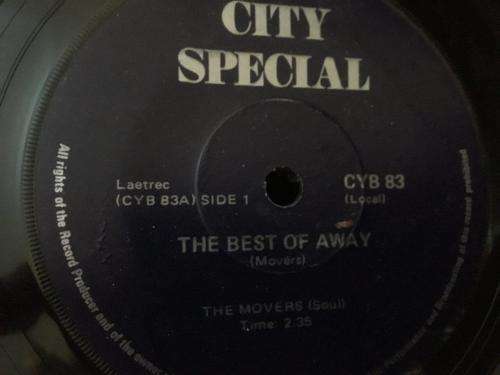 CITY
SPECIAL
Laetrec
(CYB 83A) SIDE 1
CYB 83
(Local)
THE BEST OF AWAY
(Movers)
THE MOVERS (Soul)
Time: 2:35
All rights of the Record Producer and of the owner